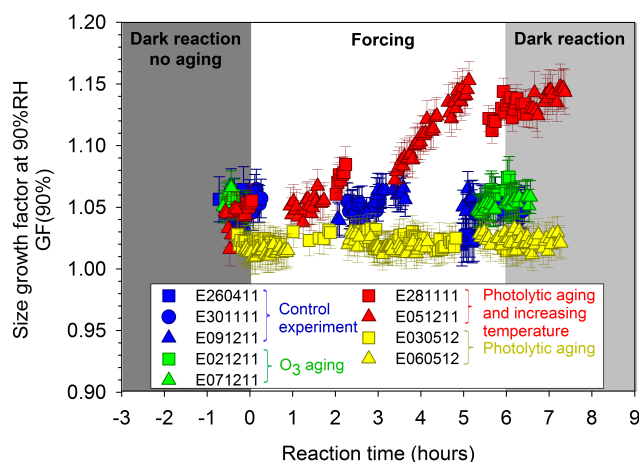 1.20
1.15
1.10
1.05
1.00
0.95
0.90
Size growth factor at 90%RH
GF(90%)
Dark reaction
no aging
Forcing
Dark reaction
E260411
E301111
E091211
Control
experiment
E021211
E071211
O3 aging
E281111
E051211
Photolytic aging
and increasing
temperature
E030512
E060512
Photolytic aging
-3 -2 -1 0 1 2 3 4 5 6 7 8 9
Reaction time (hours)